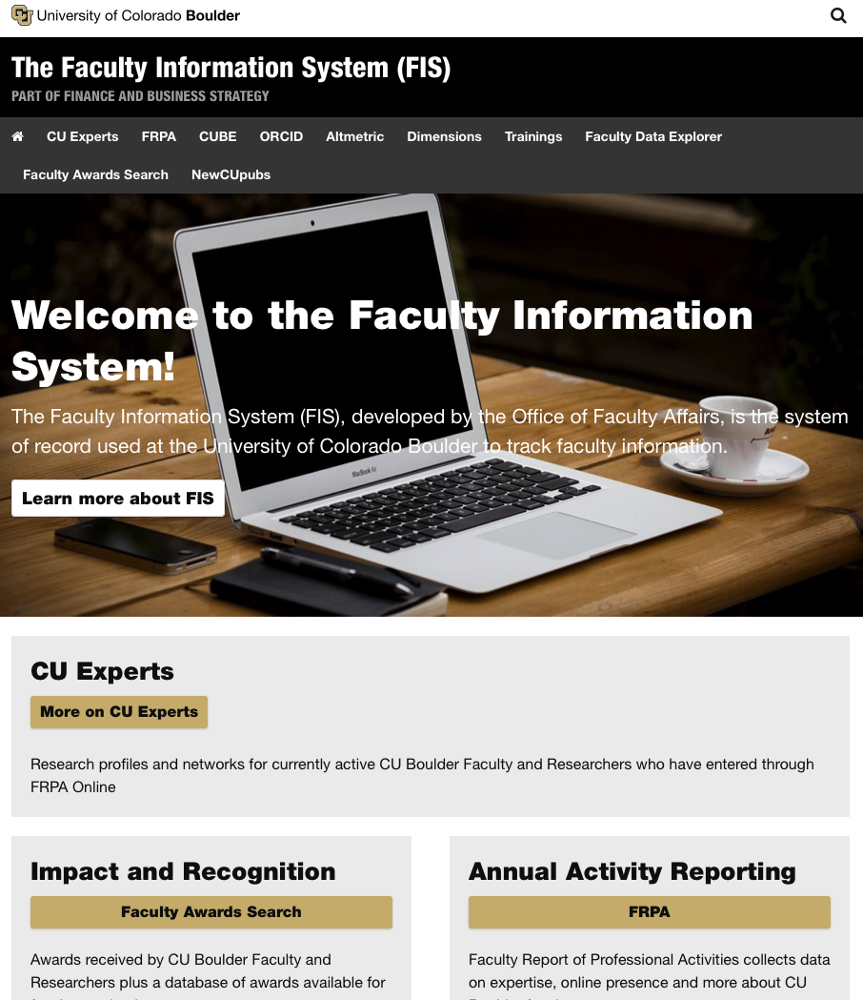 University of Colorado Boulder
The Faculty Information System (FIS)
PART OF FINANCE AND BUSINESS STRATEGY
CU Experts FRPA CUBE ORCID Altmetric Dimensions Trainings Faculty Data Explorer
Faculty Awards Search NewCUpubs
Welcome to the Faculty Information
System!
The Faculty Information System (FIS), developed by the Office of Faculty Affairs, is the system
of record used at the University of Colorado Boulder to track faculty information.
MacBook Air
Learn more about FIS
CU Experts
More on CU Experts
Research profiles and networks for currently active CU Boulder Faculty and Researchers who have entered through
FRPA Online
Impact and Recognition
Faculty Awards Search
Awards received by CU Boulder Faculty and
Researchers plus a database of awards available for
Annual Activity Reporting
FRPA
Faculty Report of Professional Activities collects data
on expertise, online presence and more about CU